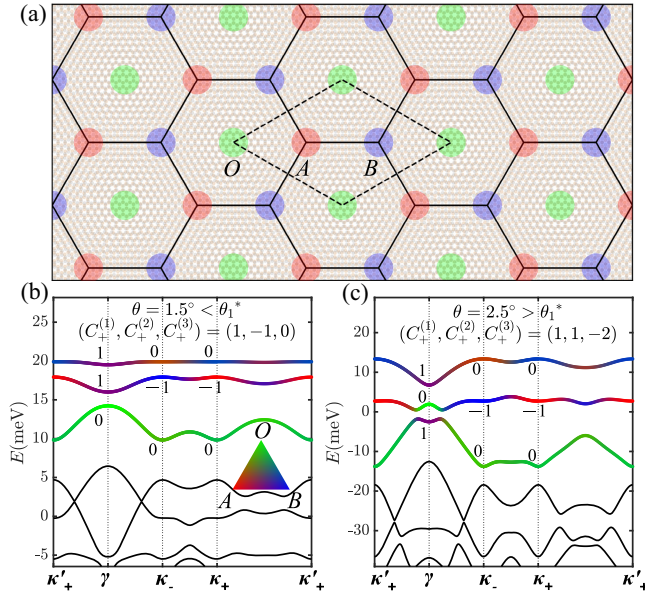 (a)
O A B
(b)
θ = 1.5° < θ₁*
(C₊⁽¹⁾, C₊⁽²⁾, C₊⁽³⁾) = (1, −1, 0)
E(meV)
25
20
15
10
5
0
-5
1 0 0
1 −1 −1
0 0 0
O
A B
κ'₊ γ κ₋ κ₊ κ'₊
(c)
θ = 2.5° > θ₁*
(C₊⁽¹⁾, C₊⁽²⁾, C₊⁽³⁾) = (1, 1, −2)
E(meV)
20
10
0
-10
-20
-30
1 0 0
0 −1 −1
1 0 0
κ'₊ γ κ₋ κ₊ κ'₊